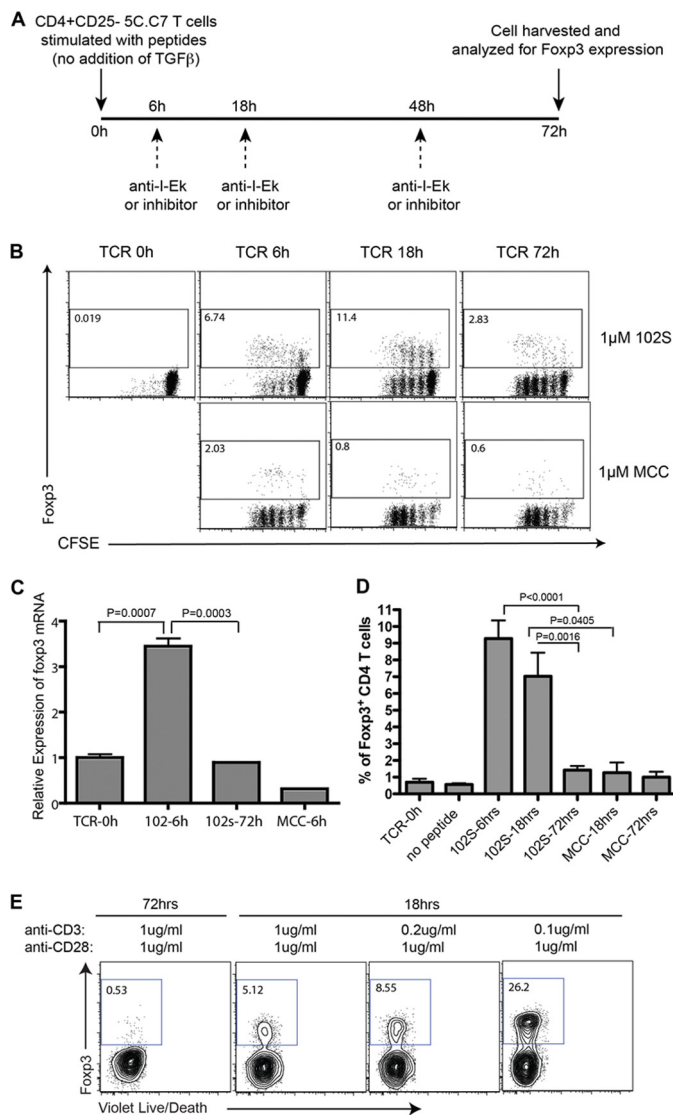 A
CD4+CD25- 5C.C7 T cells
stimulated with peptides
(no addition of TGFβ)
Cell harvested and
analyzed for Foxp3 expression
6h
18h
48h
0h
72h
anti-I-Ek
or inhibitor
anti-I-Ek
or inhibitor
anti-I-Ek
or inhibitor
B
TCR 0h
TCR 6h
TCR 18h
TCR 72h
0.019
6.74
11.4
2.83
1μM 102S
2.03
0.8
0.6
1μM MCC
Foxp3
CFSE
C
Relative Expression of foxp3 mRNA
P=0.0007
P=0.0003
4
3
2
1
0
TCR-0h
102-6h
102s-72h
MCC-6h
D
% of Foxp3+ CD4 T cells
P<0.0001
P=0.0405
P=0.0016
11
10
9
8
7
6
5
4
3
2
1
0
TCR-0h
no peptide
102S-6hrs
102S-18hrs
102S-72hrs
MCC-18hrs
MCC-72hrs
E
72hrs
18hrs
anti-CD3: 1ug/ml 1ug/ml 0.2ug/ml 0.1ug/ml
anti-CD28: 1ug/ml 1ug/ml 1ug/ml 1ug/ml
0.53
5.12
8.55
26.2
Foxp3
Violet Live/Death